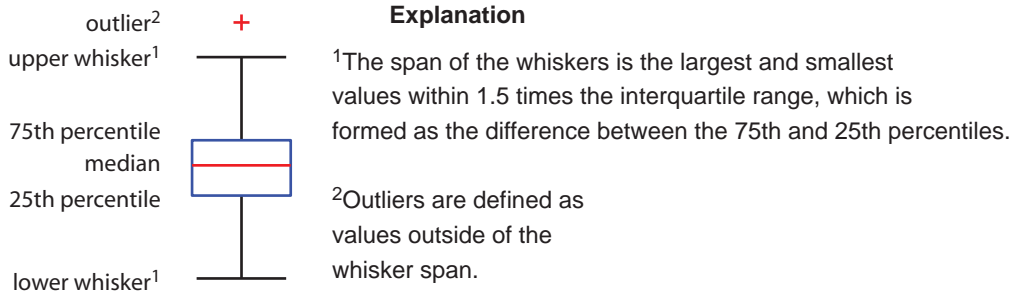 outlier²
upper whisker¹
75th percentile
median
25th percentile
lower whisker¹
Explanation
¹The span of the whiskers is the largest and smallest
values within 1.5 times the interquartile range, which is
formed as the difference between the 75th and 25th percentiles.
²Outliers are defined as
values outside of the
whisker span.